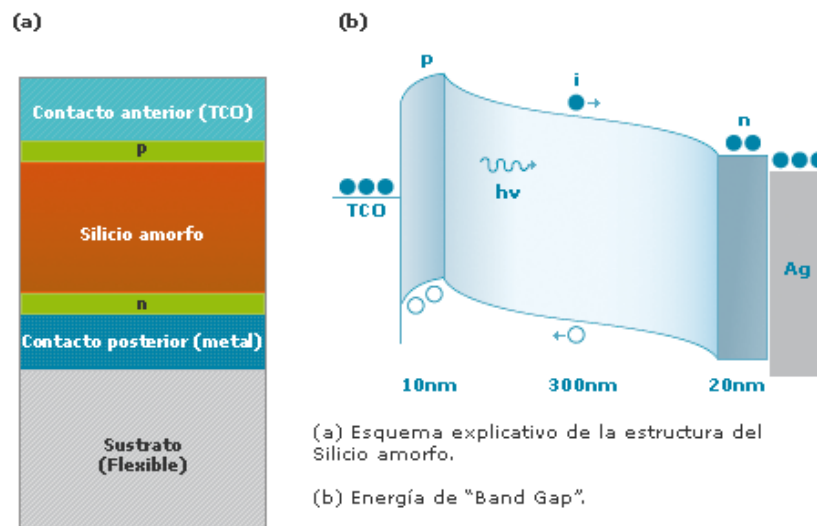 (a)
Contacto anterior (TCO)
p
Silicio amorfo
n
Contacto posterior (metal)
Sustrato
(Flexible)
(b)
p
i
n
hv
TCO
Ag
10nm
300nm
20nm
(a) Esquema explicativo de la estructura del
Silicio amorfo.
(b) Energía de “Band Gap”.